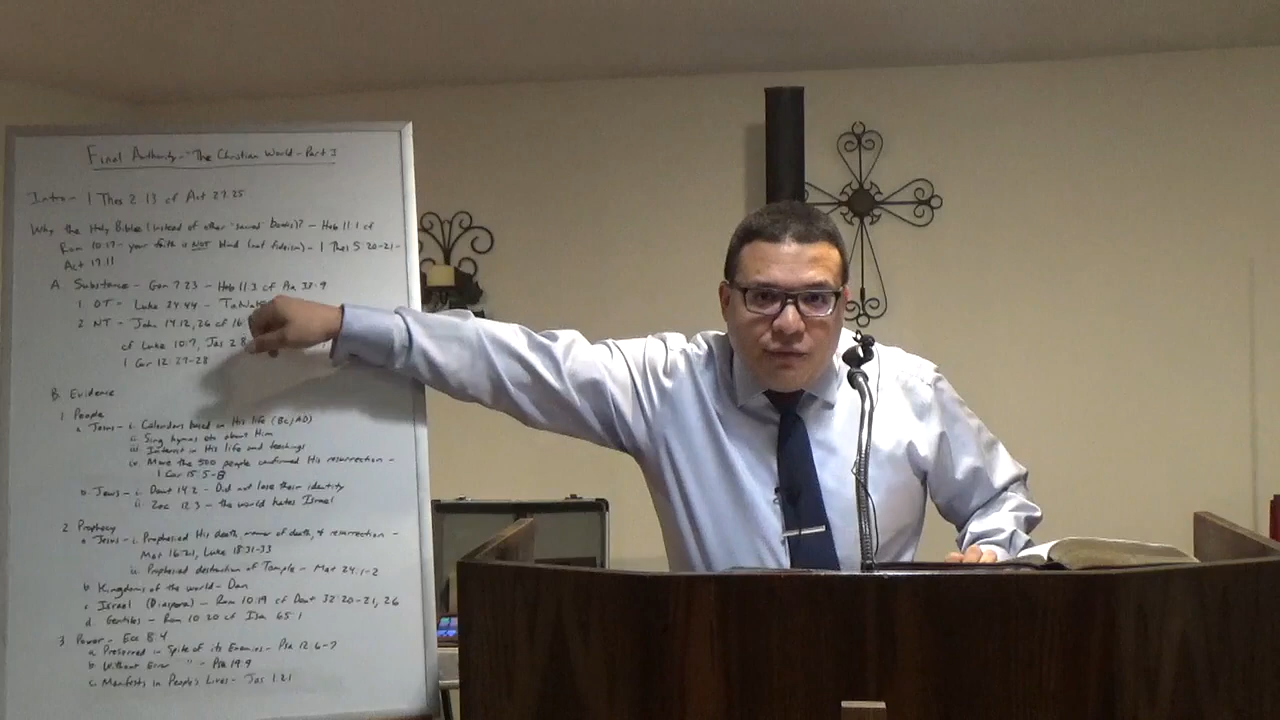 Final Authority - "The Christian World - Part I
Intro - 1 Thes 2:13 cf Act 27:25
Why the Holy Bible (instead of other "sacred" books)? - Heb 11:1 cf
Rom 10:17 - your faith is NOT blind (not fideism) - 1 Thes 5:20-21 -
Act 17:11
A. Substance - Gen 7:23 - Heb 11:3 cf Psa 33:9
1 OT - Luke 24:44 -
2 NT - John 14:12, 26 cf 16
cf Luke 10:7, Jas 2:8
1 Cor 12:27-28
B. Evidence
1 People
a. Jesus - i. Calendars based on His life (BC/AD)
ii. Sing hymns etc about Him
iii Interest in His life and teachings
iv. More the 500 people confirmed His resurrection -
1 Cor 15:5-8
b. Jews - i. Deut 14:2 - Did not lose their identity
ii. Zec 12:3 - the world hates Israel
2 Prophecy
a. Jesus - i. Prophesied His death, manner of death, & resurrection -
Mat 16:21, Luke 18:31-33
ii. Prophesied destruction of Temple - Mat 24:1-2
b Kingdoms of the world - Dan
c Israel (Diaspora) - Rom 10:19 cf Deut 32:20-21, 26
d. Gentiles - Rom 10:20 cf Isa 65:1
3 Power - Ecc 8:4
a. Preserved in Spite of its Enemies - Psa 12:6-7
b. Without Error " - Psa 19:9
c. Manifests in People's Lives - Jas 1:21